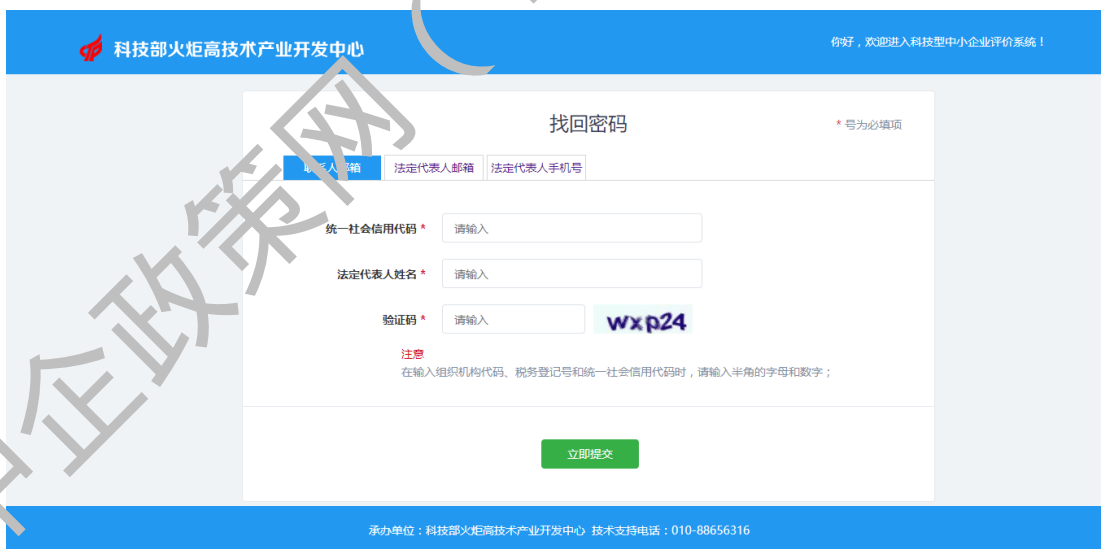 科技部火炬高技术产业开发中心
你好，欢迎进入科技型中小企业评价系统！
找回密码
* 号为必填项
联系人邮箱 法定代表人邮箱 法定代表人手机号
统一社会信用代码 * 请输入
法定代表人姓名 * 请输入
验证码 * 请输入 wxp24
注意
在输入组织机构代码、税务登记号和统一社会信用代码时，请输入半角的字母和数字；
立即提交
承办单位：科技部火炬高技术产业开发中心 技术支持电话：010-88656316
企政策网